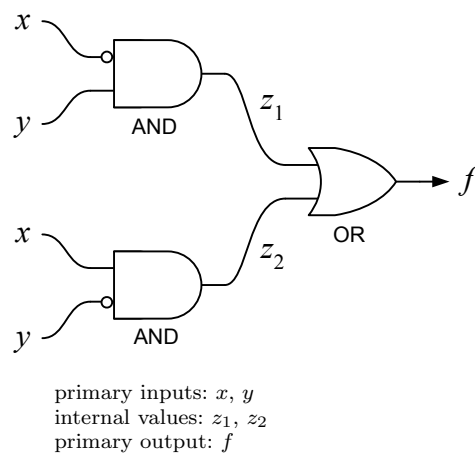 x
y
AND
z₁
f
OR
x
y
AND
z₂
primary inputs: x, y
internal values: z₁, z₂
primary output: f